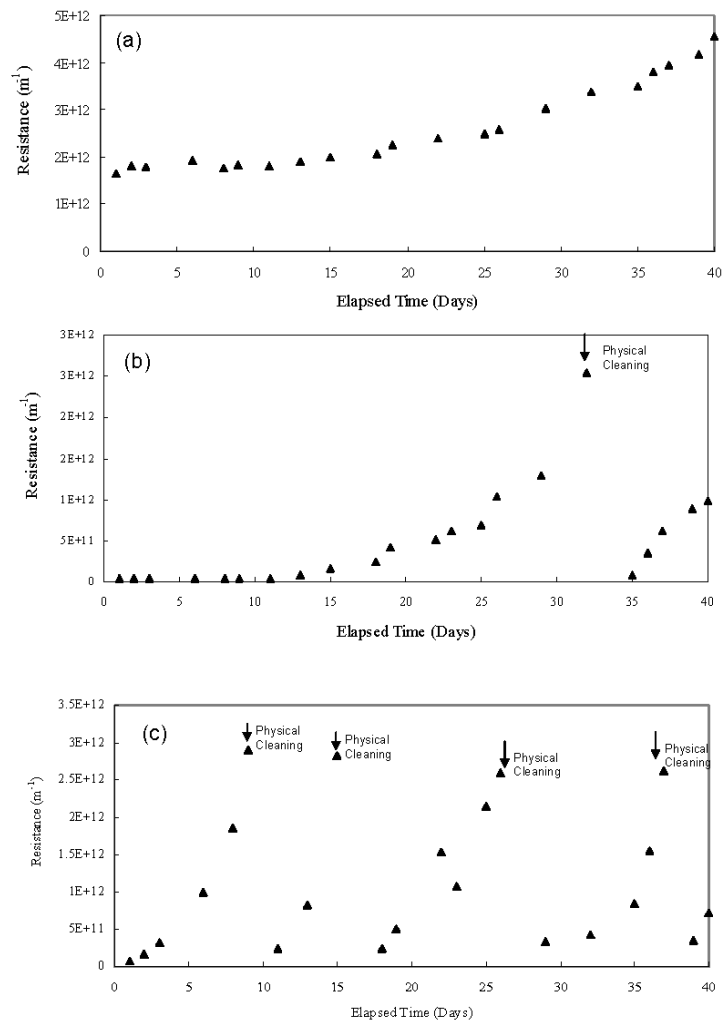 (a)
Resistance (m-1)
5E+12
4E+12
3E+12
2E+12
1E+12
0
0 5 10 15 20 25 30 35 40
Elapsed Time (Days)
(b)
Resistance (m-1)
3E+12
3E+12
2E+12
2E+12
1E+12
5E+11
0
Physical
Cleaning
0 5 10 15 20 25 30 35 40
Elapsed Time (Days)
(c)
Resistance (m-1)
3.5E+12
3E+12
2.5E+12
2E+12
1.5E+12
1E+12
5E+11
0
Physical
Cleaning
Physical
Cleaning
Physical
Cleaning
Physical
Cleaning
0 5 10 15 20 25 30 35 40
Elapsed Time (Days)